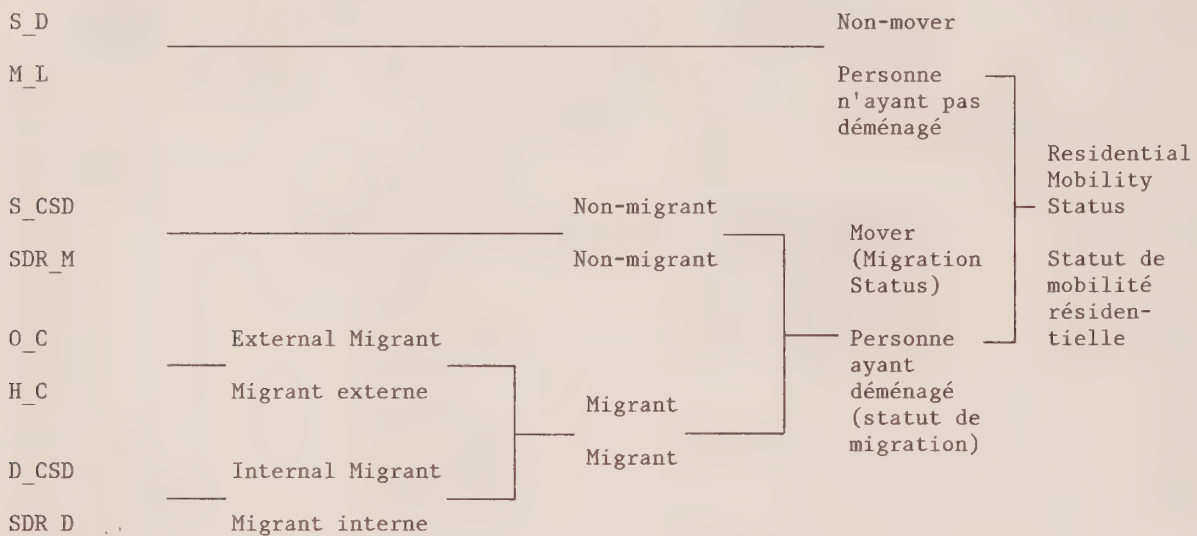 S_D
Non-mover
M_L
Personne
n'ayant pas
déménagé
Residential
Mobility
Status
S_CSD
Non-migrant
SDR_M
Non-migrant
Mover
(Migration
Status)
Statut de
mobilité
résiden-
tielle
O_C
External Migrant
Personne
ayant
déménagé
(statut de
migration)
H_C
Migrant externe
Migrant
Migrant
D_CSD
Internal Migrant
SDR D
Migrant interne